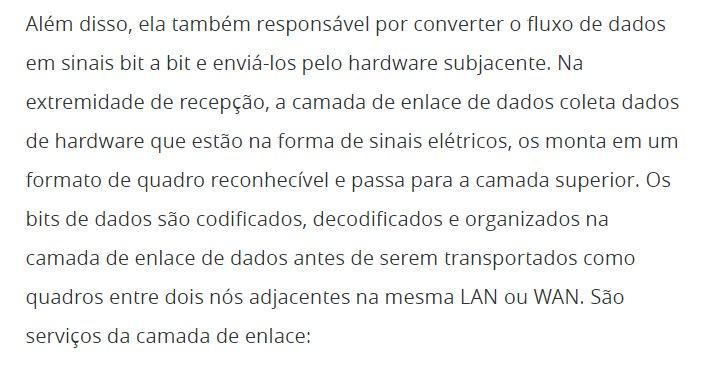 Além disso, ela também responsável por converter o fluxo de dados
em sinais bit a bit e enviá-los pelo hardware subjacente. Na
extremidade de recepção, a camada de enlace de dados coleta dados
de hardware que estão na forma de sinais elétricos, os monta em um
formato de quadro reconhecível e passa para a camada superior. Os
bits de dados são codificados, decodificados e organizados na
camada de enlace de dados antes de serem transportados como
quadros entre dois nós adjacentes na mesma LAN ou WAN. São
serviços da camada de enlace: